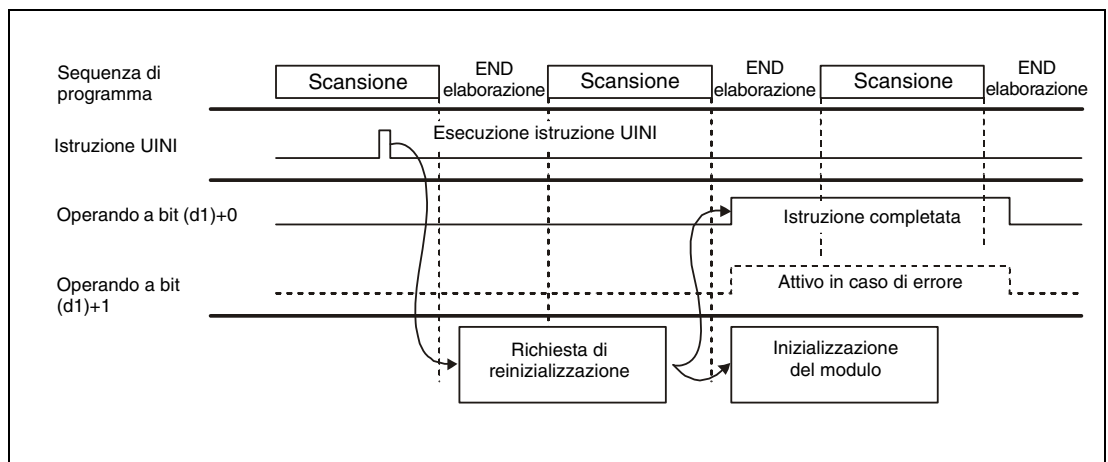 Sequenza di
programma
Scansione
END
elaborazione
Scansione
END
elaborazione
Scansione
END
elaborazione
Istruzione UINI
Esecuzione istruzione UINI
Operando a bit (d1)+0
Istruzione completata
Operando a bit
(d1)+1
Attivo in caso di errore
Richiesta di
reinizializzazione
Inizializzazione
del modulo